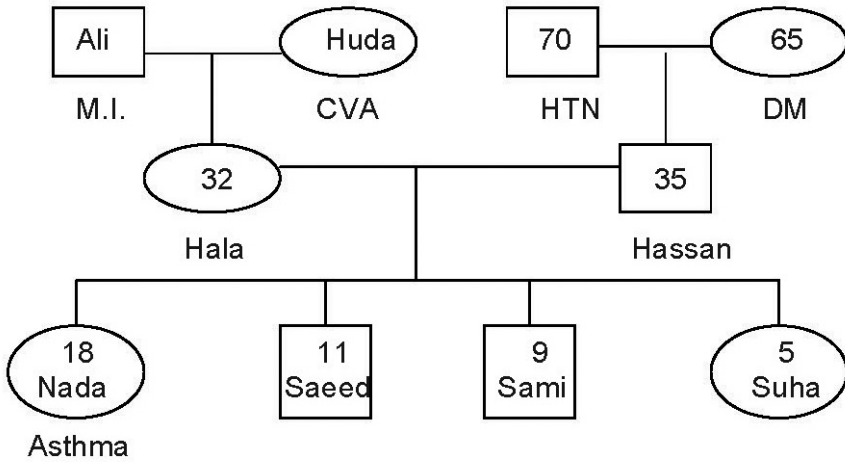 Ali
Huda
70
65
M.I.
CVA
HTN
DM
32
35
Hala
Hassan
18
Nada
11
Saeed
9
Sami
5
Suha
Asthma